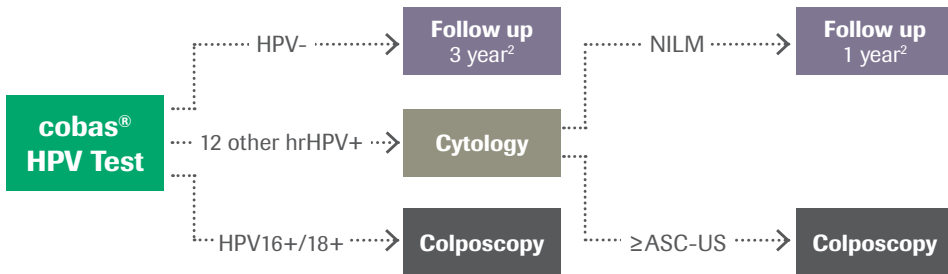 HPV-
Follow up
3 year²
NILM
Follow up
1 year²
cobas®
HPV Test
12 other hrHPV+
Cytology
HPV16+/18+
Colposcopy
≥ASC-US
Colposcopy